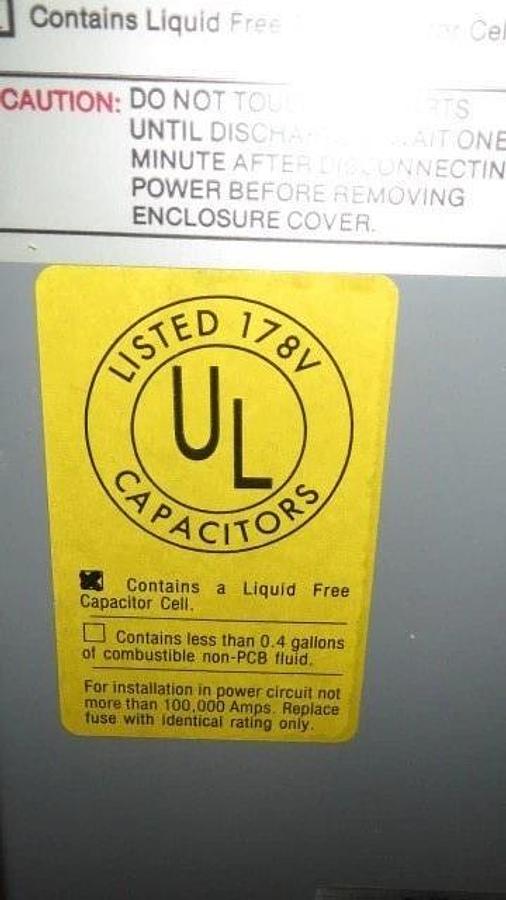 Contains Liquid Free
CAUTION: DO NOT
UNTIL ONE
MINUTE AFTER
POWER BEFORE REMOVING
ENCLOSURE COVER.
LISTED 178V
UL
CAPACITORS
Contains a Liquid Free
Capacitor Cell.
Contains less than 0.4 gallons
of combustible non-PCB fluid.
For installation in power circuit not
more than 100,000 Amps. Replace
fuse with identical rating only.